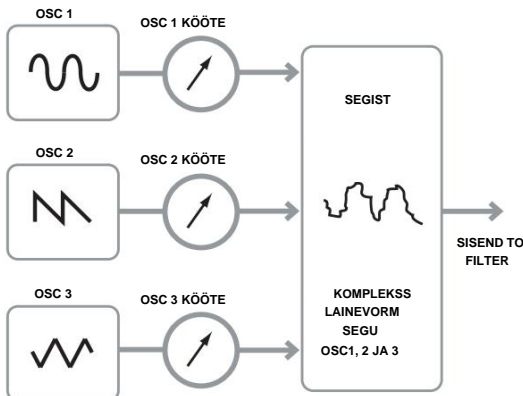 OSC 1
OSC 1 KÖÖTE
OSC 2
OSC 2 KÖÖTE
OSC 3
OSC 3 KÖÖTE
SEGIST
KOMPLEKSS
LAINEVORM
SEGU
OSC1, 2 JA 3
SISEND TO
FILTER